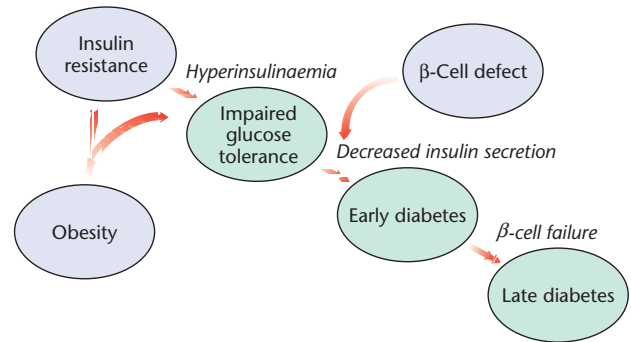 Insulin
resistance
Hyperinsulinaemia
β-Cell defect
Impaired
glucose
tolerance
Decreased insulin secretion
Obesity
Early diabetes
β-cell failure
Late diabetes